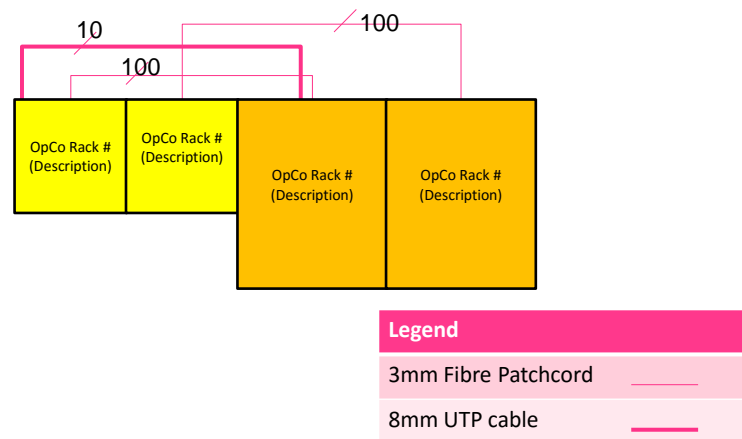 10
100
100
OpCo Rack #
(Description)
OpCo Rack #
(Description)
OpCo Rack #
(Description)
OpCo Rack #
(Description)
Legend
3mm Fibre Patchcord
8mm UTP cable